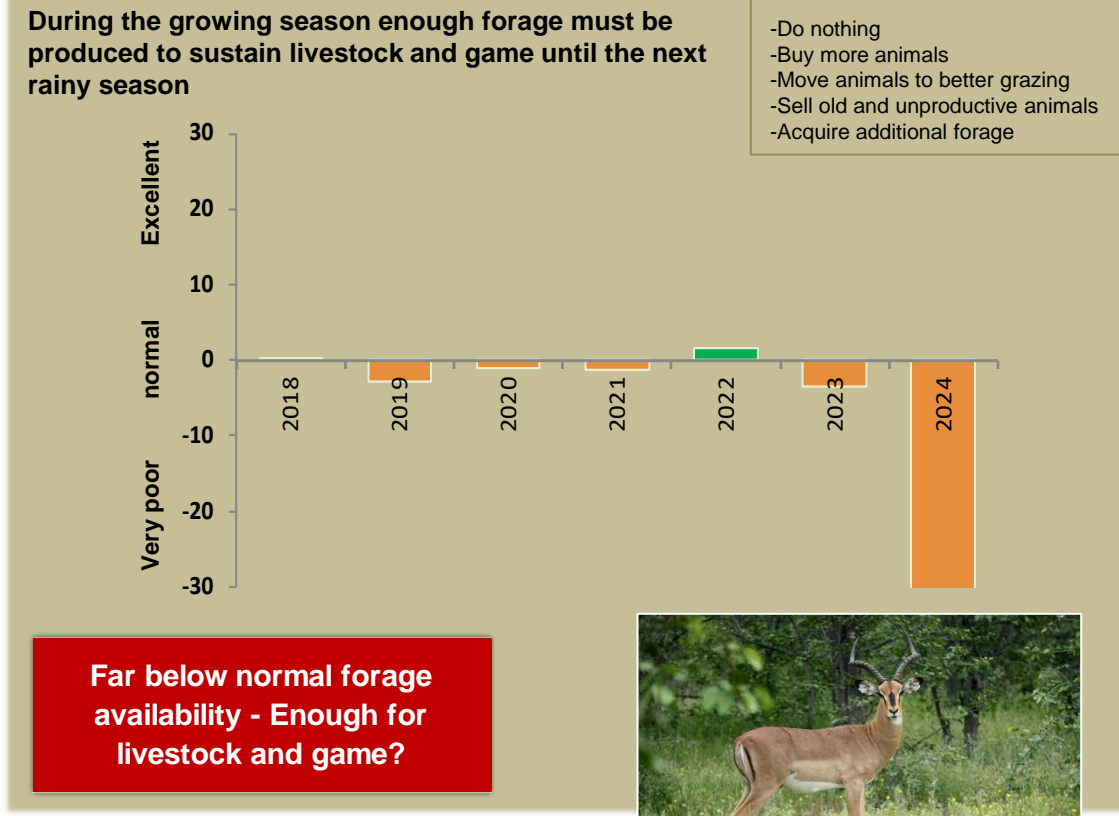 During the growing season enough forage must be
produced to sustain livestock and game until the next
rainy season
-Do nothing
-Buy more animals
-Move animals to better grazing
-Sell old and unproductive animals
-Acquire additional forage
Excellent
normal
Very poor
30
20
10
0
-10
-20
-30
2018
2019
2020
2021
2022
2023
2024
Far below normal forage
availability - Enough for
livestock and game?